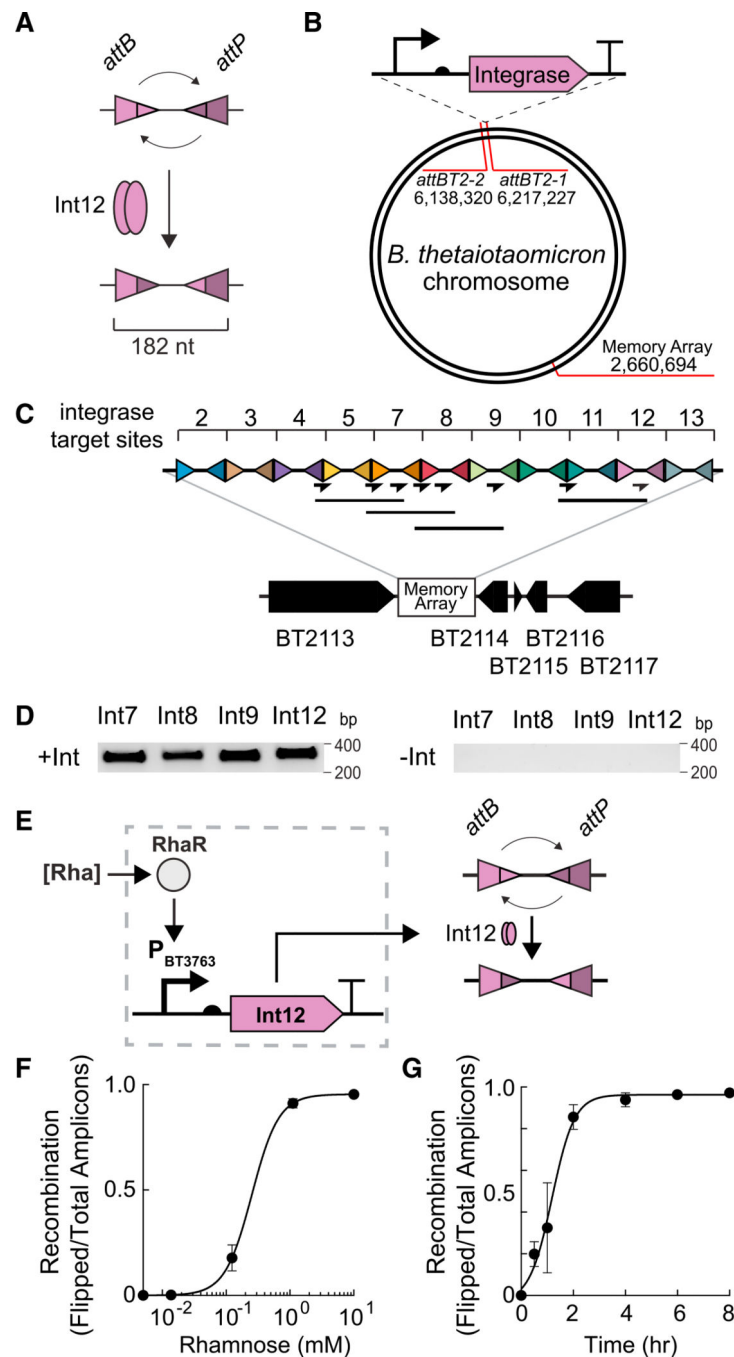 A
attB
attP
Int12
182 nt
B
Integrase
attBT2-2 attBT2-1
6,138,320 6,217,227
B. thetaiotaomicron
chromosome
Memory Array
2,660,694
C
integrase
target sites
2 3 4 5 7 8 9 10 11 12 13
Memory
Array
BT2113 BT2114 BT2116
BT2115 BT2117
D
Int7 Int8 Int9 Int12 bp
+Int
400
200
Int7 Int8 Int9 Int12 bp
-Int
400
200
E
RhaR
[Rha]
PBT3763
Int12
attB
attP
Int12
F
Recombination
(Flipped/Total Amplicons)
1.0
0.5
0
10-2 10-1 100 101
Rhamnose (mM)
G
Recombination
(Flipped/Total Amplicons)
1.0
0.5
0
0 2 4 6 8
Time (hr)